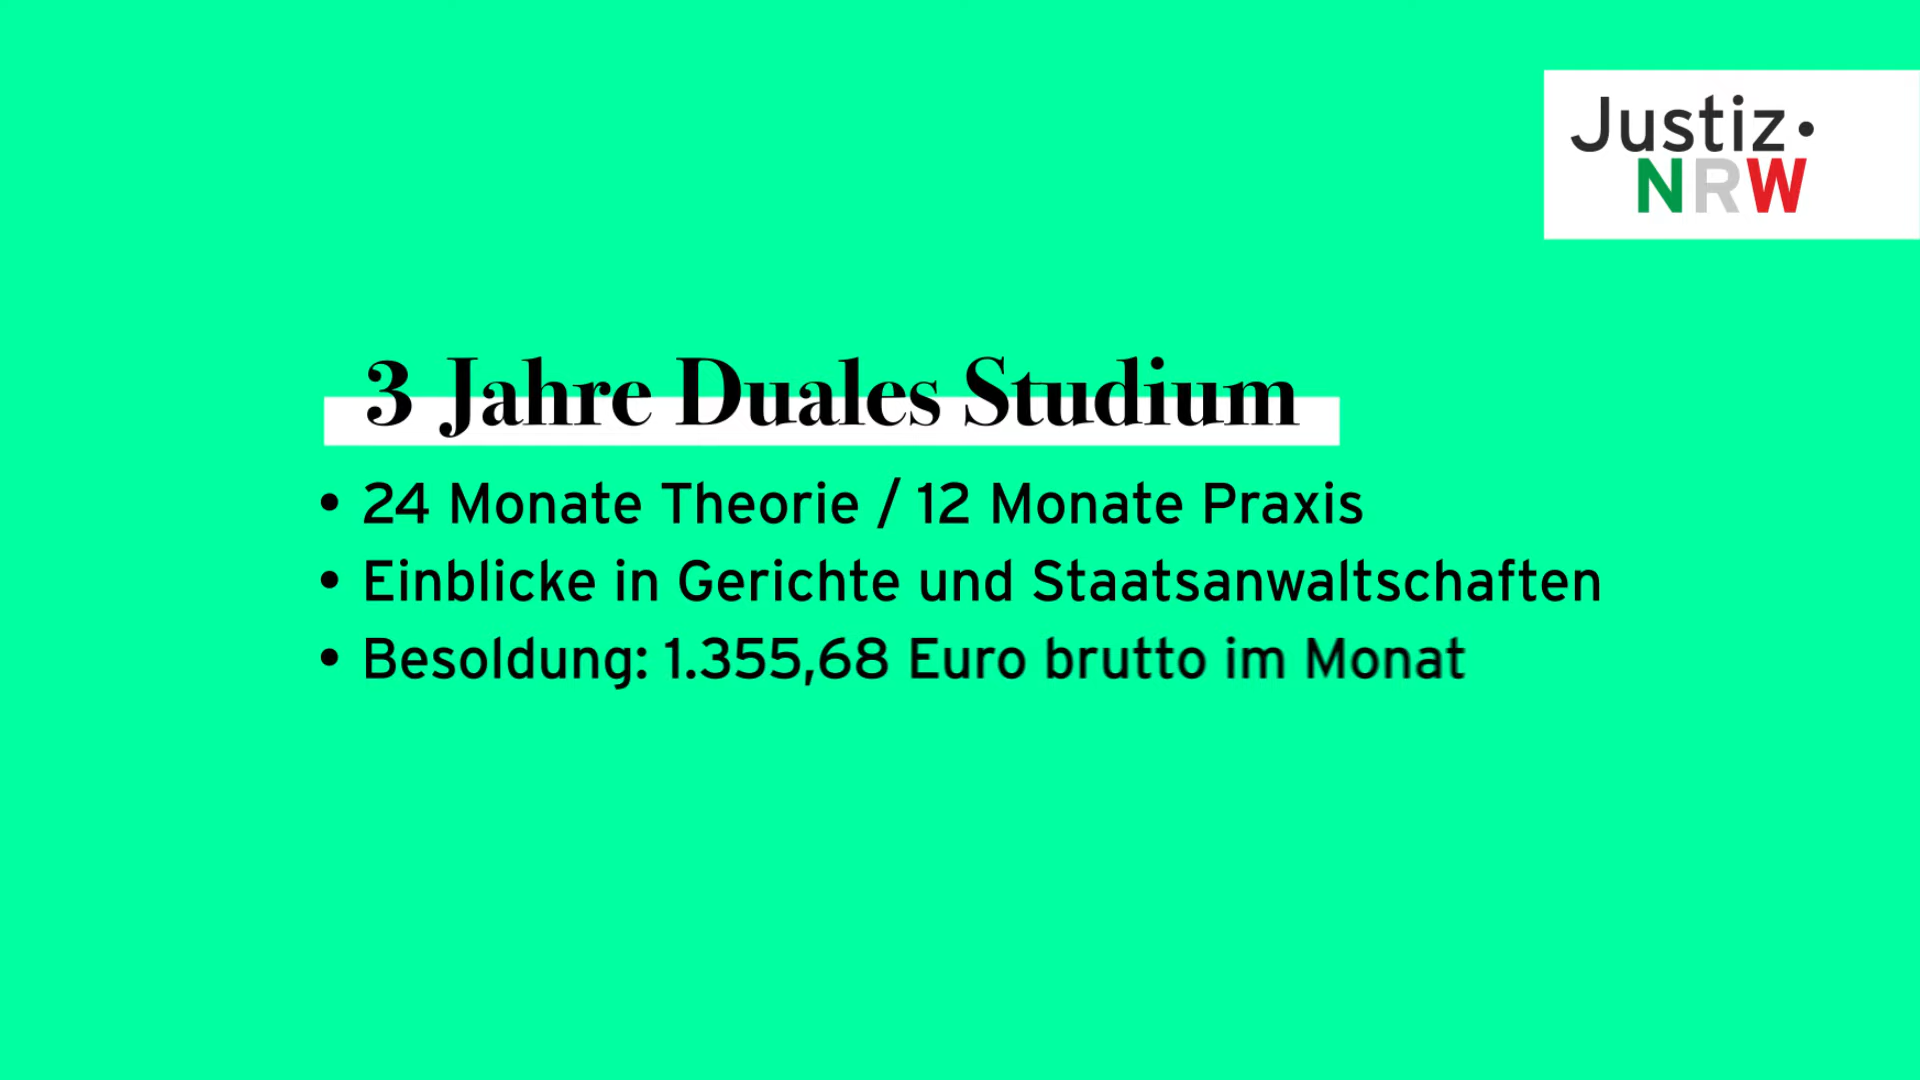 Justiz•
NRW
3 Jahre Duales Studium
• 24 Monate Theorie / 12 Monate Praxis
• Einblicke in Gerichte und Staatsanwaltschaften
• Besoldung: 1.355,68 Euro brutto im Monat